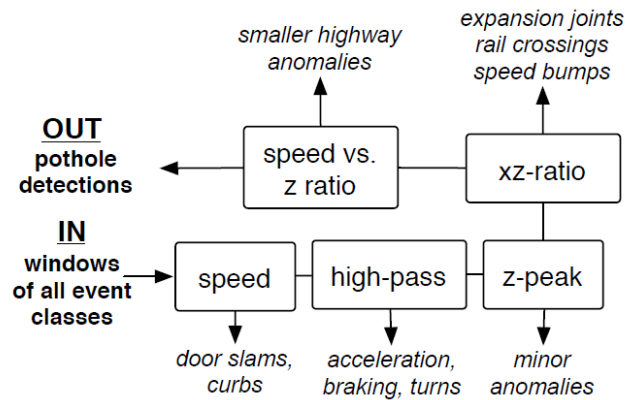 smaller highway
anomalies
expansion joints
rail crossings
speed bumps
OUT
pothole
detections
speed vs.
z ratio
xz-ratio
IN
windows
of all event
classes
speed
high-pass
z-peak
door slams,
curbs
acceleration,
braking, turns
minor
anomalies